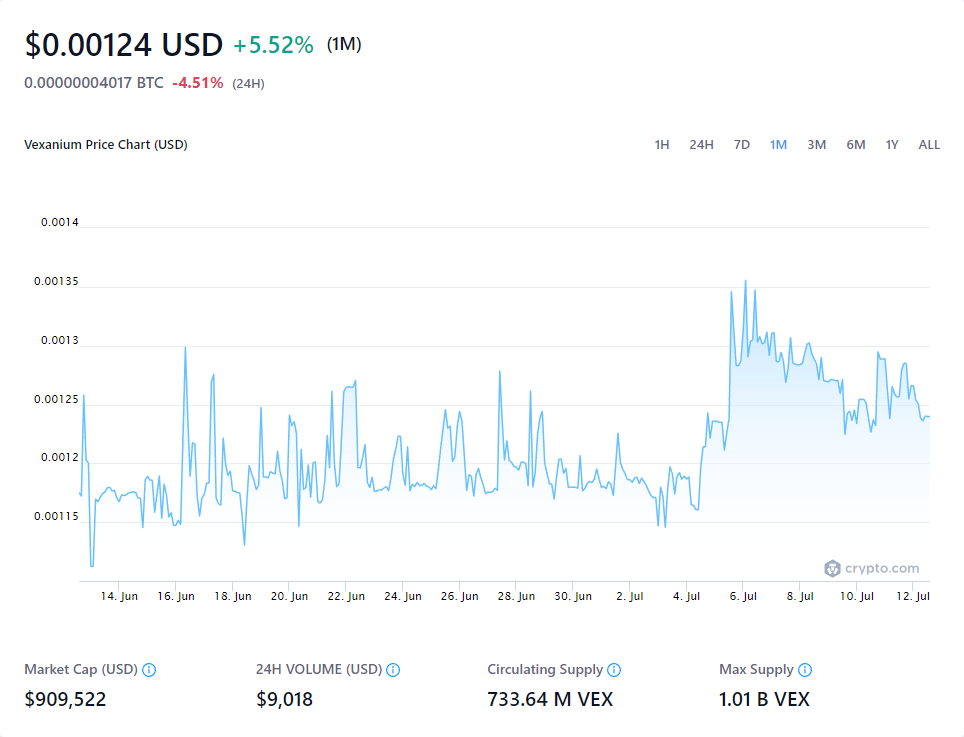 $0.00124 USD +5.52% (1M)
0.00000004017 BTC -4.51% (24H)
Vexanium Price Chart (USD) 1H 24H 7D 1M 3M 6M 1Y ALL
0.0014
0.00135
0.0013
0.00125
0.0012
0.00115
crypto.com
14. Jun 16. Jun 18. Jun 20. Jun 22. Jun 24. Jun 26. Jun 28. Jun 30. Jun 2. Jul 4. Jul 6. Jul 8. Jul 10. Jul 12. Jul
Market Cap (USD) 24H VOLUME (USD) Circulating Supply Max Supply
$909,522 $9,018 733.64 M VEX 1.01 B VEX